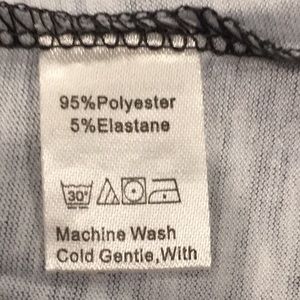 95%Polyester
5%Elastane
30°
Machine Wash
Cold Gentle,With